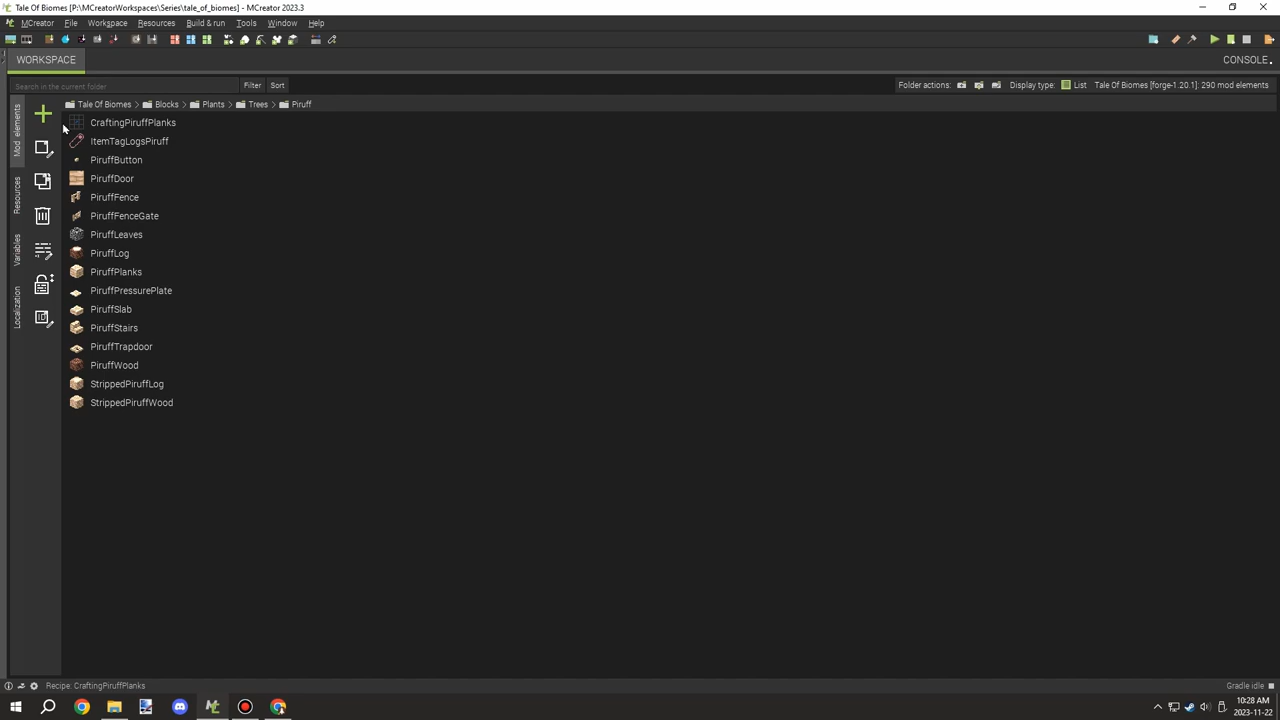 Tale Of Biomes [P:\MCreatorWorkspaces\Series\tale_of_biomes] - MCreator 2023.3
MCreator File Workspace Resources Build & run Tools Window Help
WORKSPACE
CONSOLE
Search in the current folder
Filter
Sort
Folder actions:
Display type: List
Tale Of Biomes [forge-1.20.1]: 290 mod elements
Tale Of Biomes > Blocks > Plants > Trees > Piruff
Mod elements
Resources
Variables
Localization
CraftingPiruffPlanks
ItemTagLogsPiruff
PiruffButton
PiruffDoor
PiruffFence
PiruffFenceGate
PiruffLeaves
PiruffLog
PiruffPlanks
PiruffPressurePlate
PiruffSlab
PiruffStairs
PiruffTrapdoor
PiruffWood
StrippedPiruffLog
StrippedPiruffWood
Recipe: CraftingPiruffPlanks
Gradle idle
10:28 AM
2023-11-22